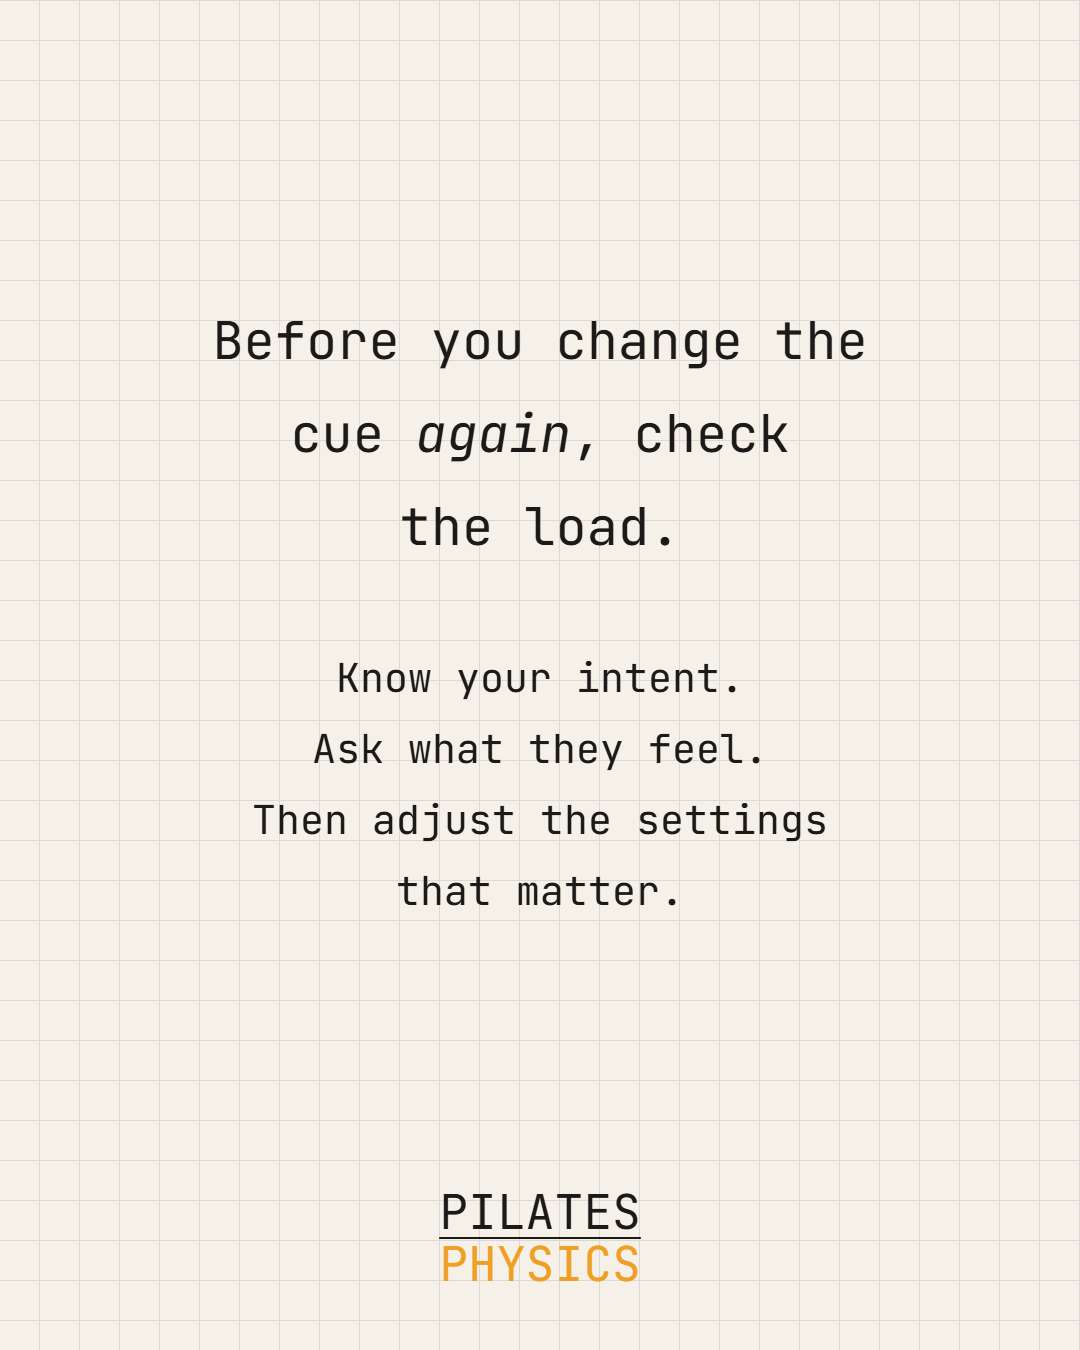 Before you change the
cue again, check
the load.
Know your intent.
Ask what they feel.
Then adjust the settings
that matter.
PILATES
PHYSICS